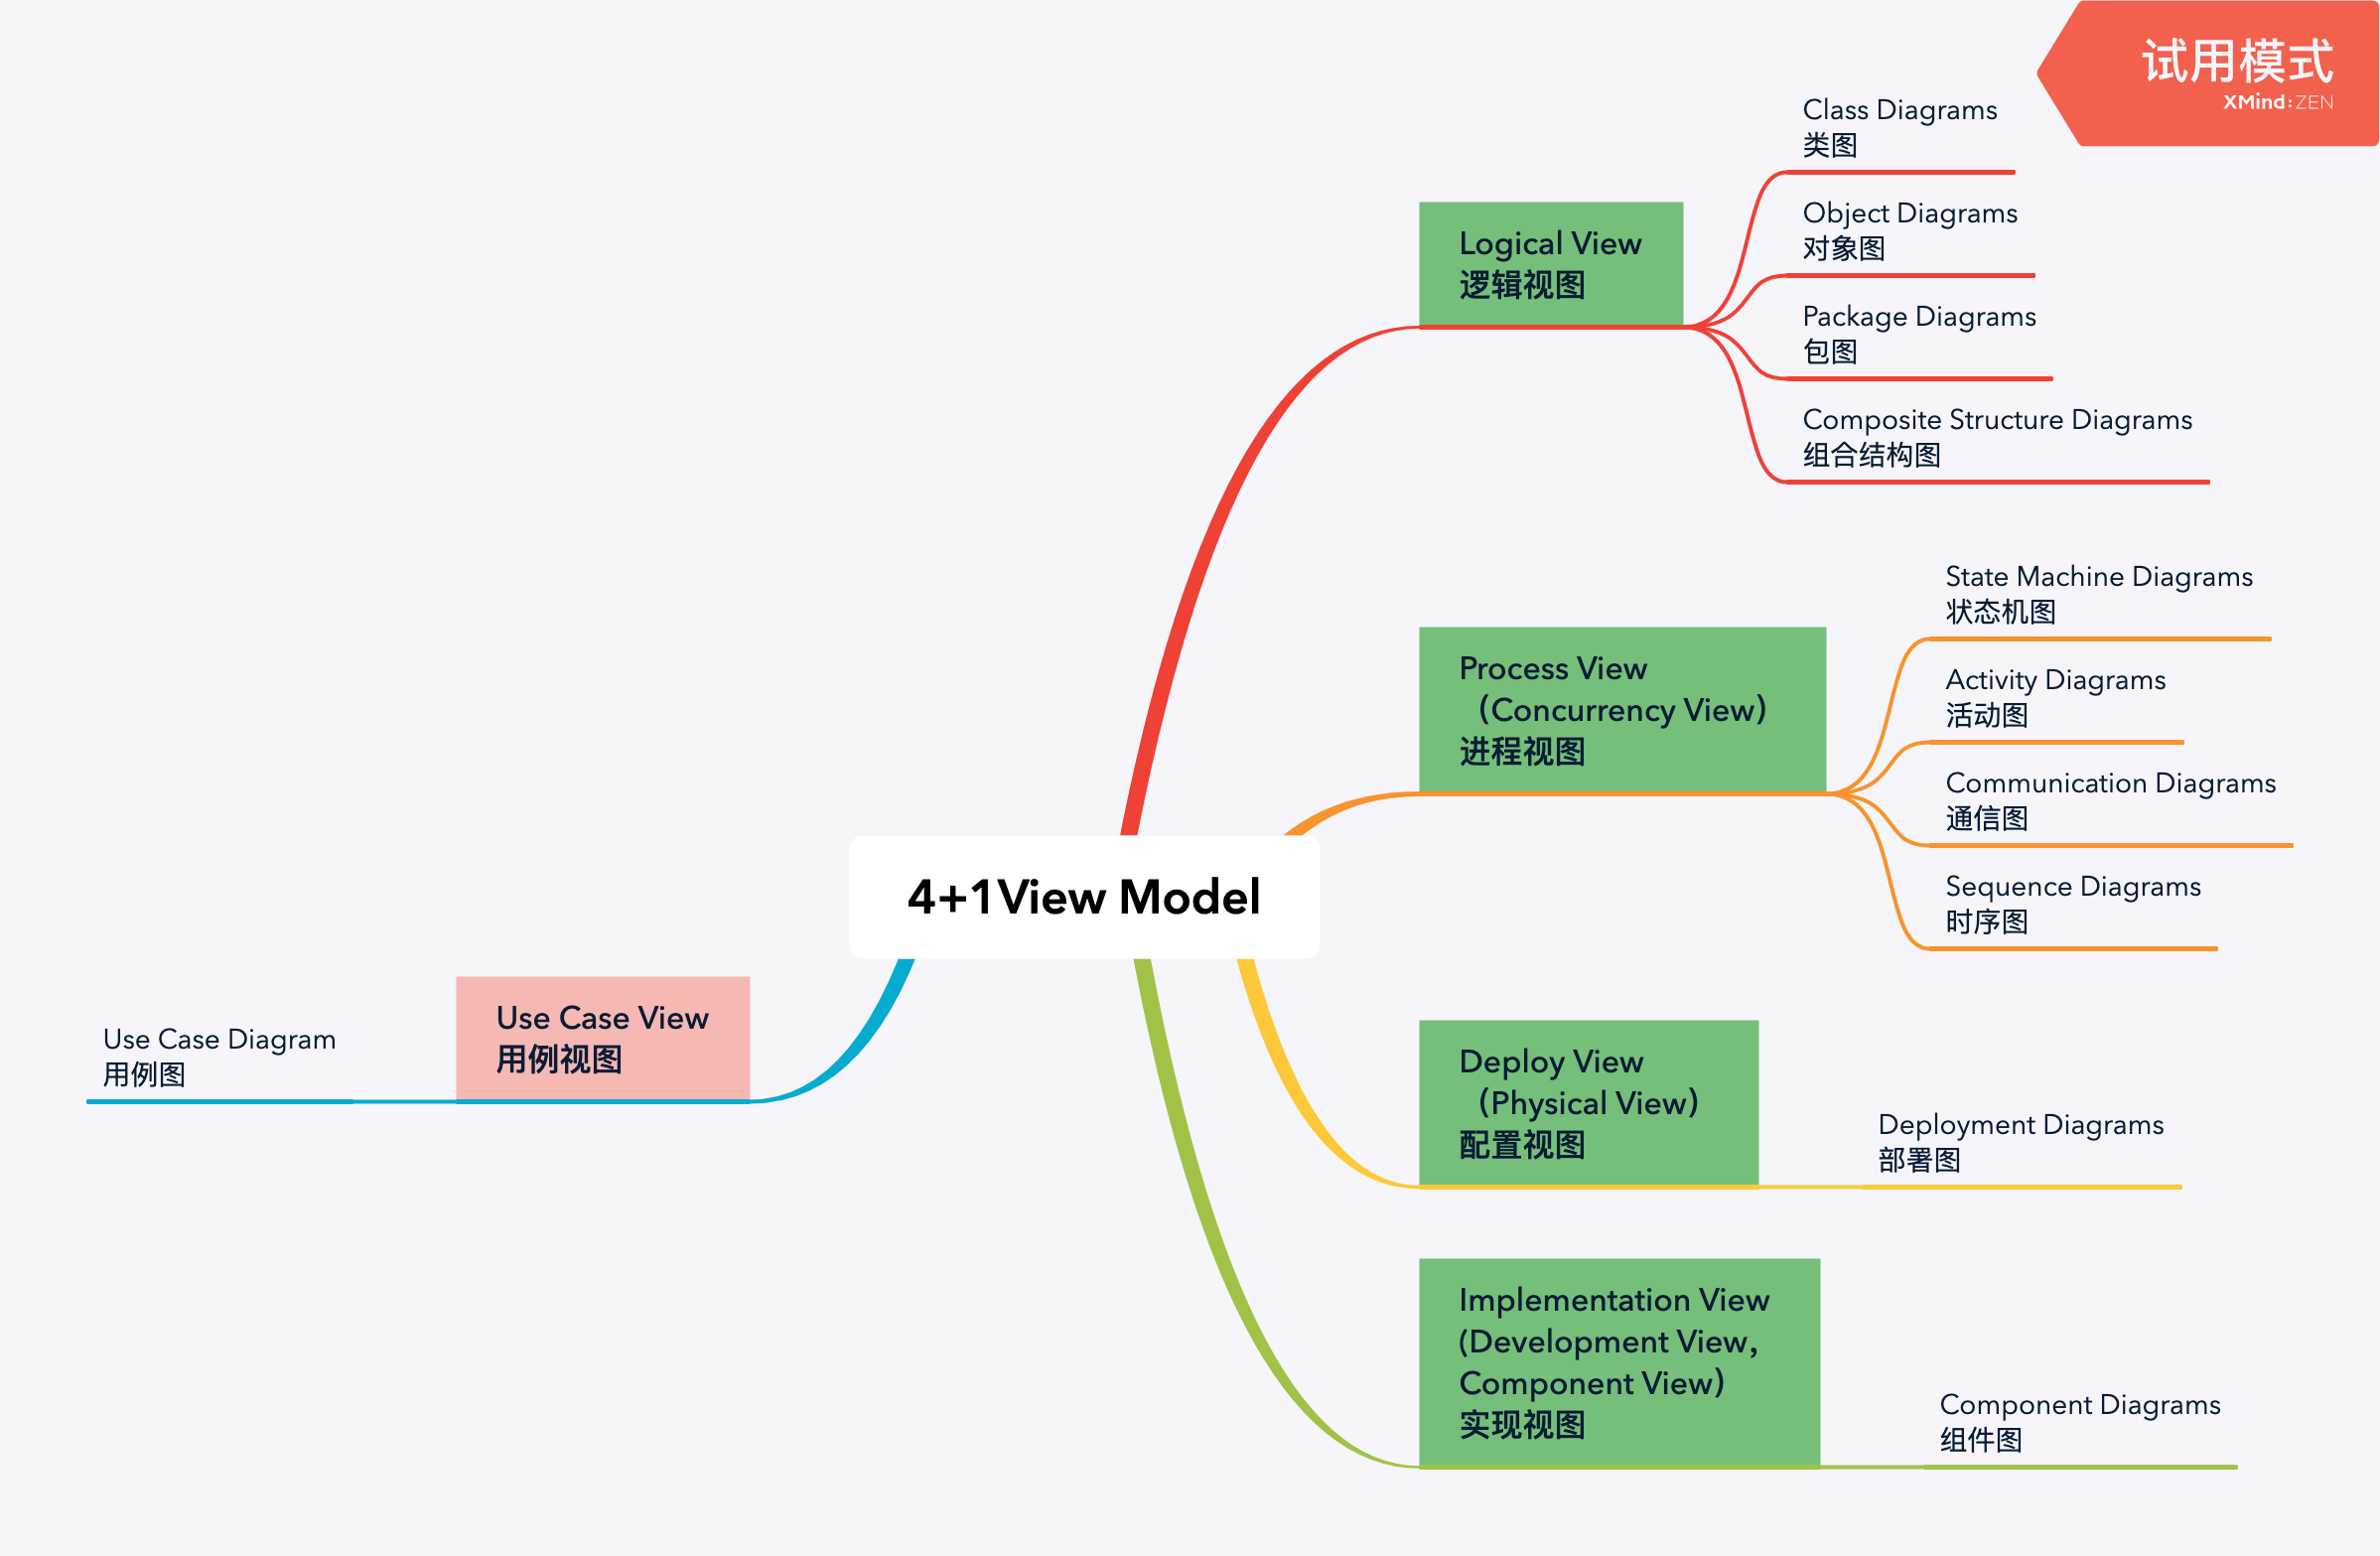 试用模式
XMind:ZEN
Class Diagrams
类图
Object Diagrams
对象图
Package Diagrams
包图
Composite Structure Diagrams
组合结构图
Logical View
逻辑视图
State Machine Diagrams
状态机图
Activity Diagrams
活动图
Communication Diagrams
通信图
Sequence Diagrams
时序图
Process View
（Concurrency View）
进程视图
4+1View Model
Use Case View
用例视图
Use Case Diagram
用例图
Deploy View
（Physical View）
配置视图
Deployment Diagrams
部署图
Implementation View
(Development View，
Component View）
实现视图
Component Diagrams
组件图